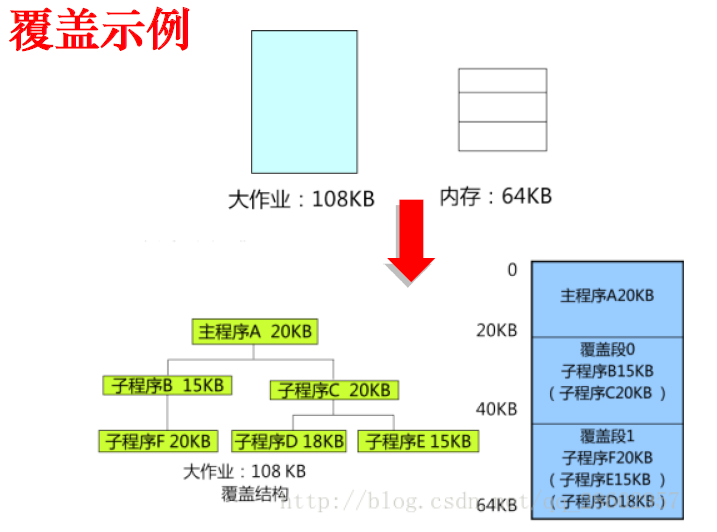 覆盖示例
大作业：108KB
内存：64KB
0
主程序A20KB
20KB
主程序A 20KB
覆盖段0
子程序B15KB
（子程序C20KB ）
子程序B 15KB
子程序C 20KB
40KB
覆盖段1
子程序F20KB
（子程序E15KB ）
（子程序D18KB ）
子程序F 20KB
子程序D 18KB
子程序E 15KB
大作业：108 KB
覆盖结构
64KB